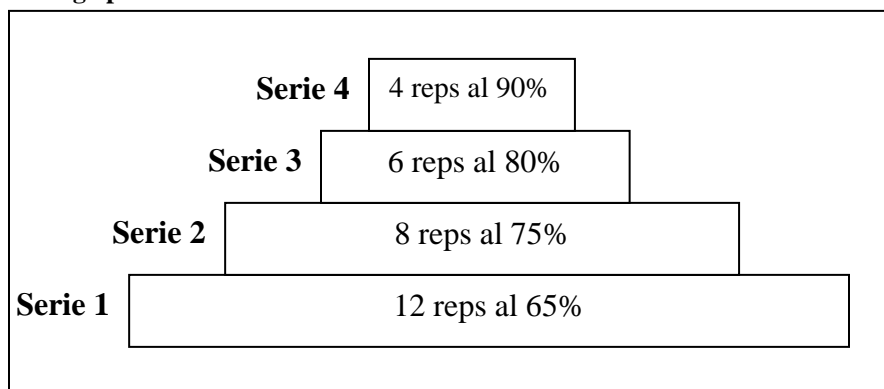 Serie 4 4 reps al 90%
Serie 3 6 reps al 80%
Serie 2 8 reps al 75%
Serie 1 12 reps al 65%